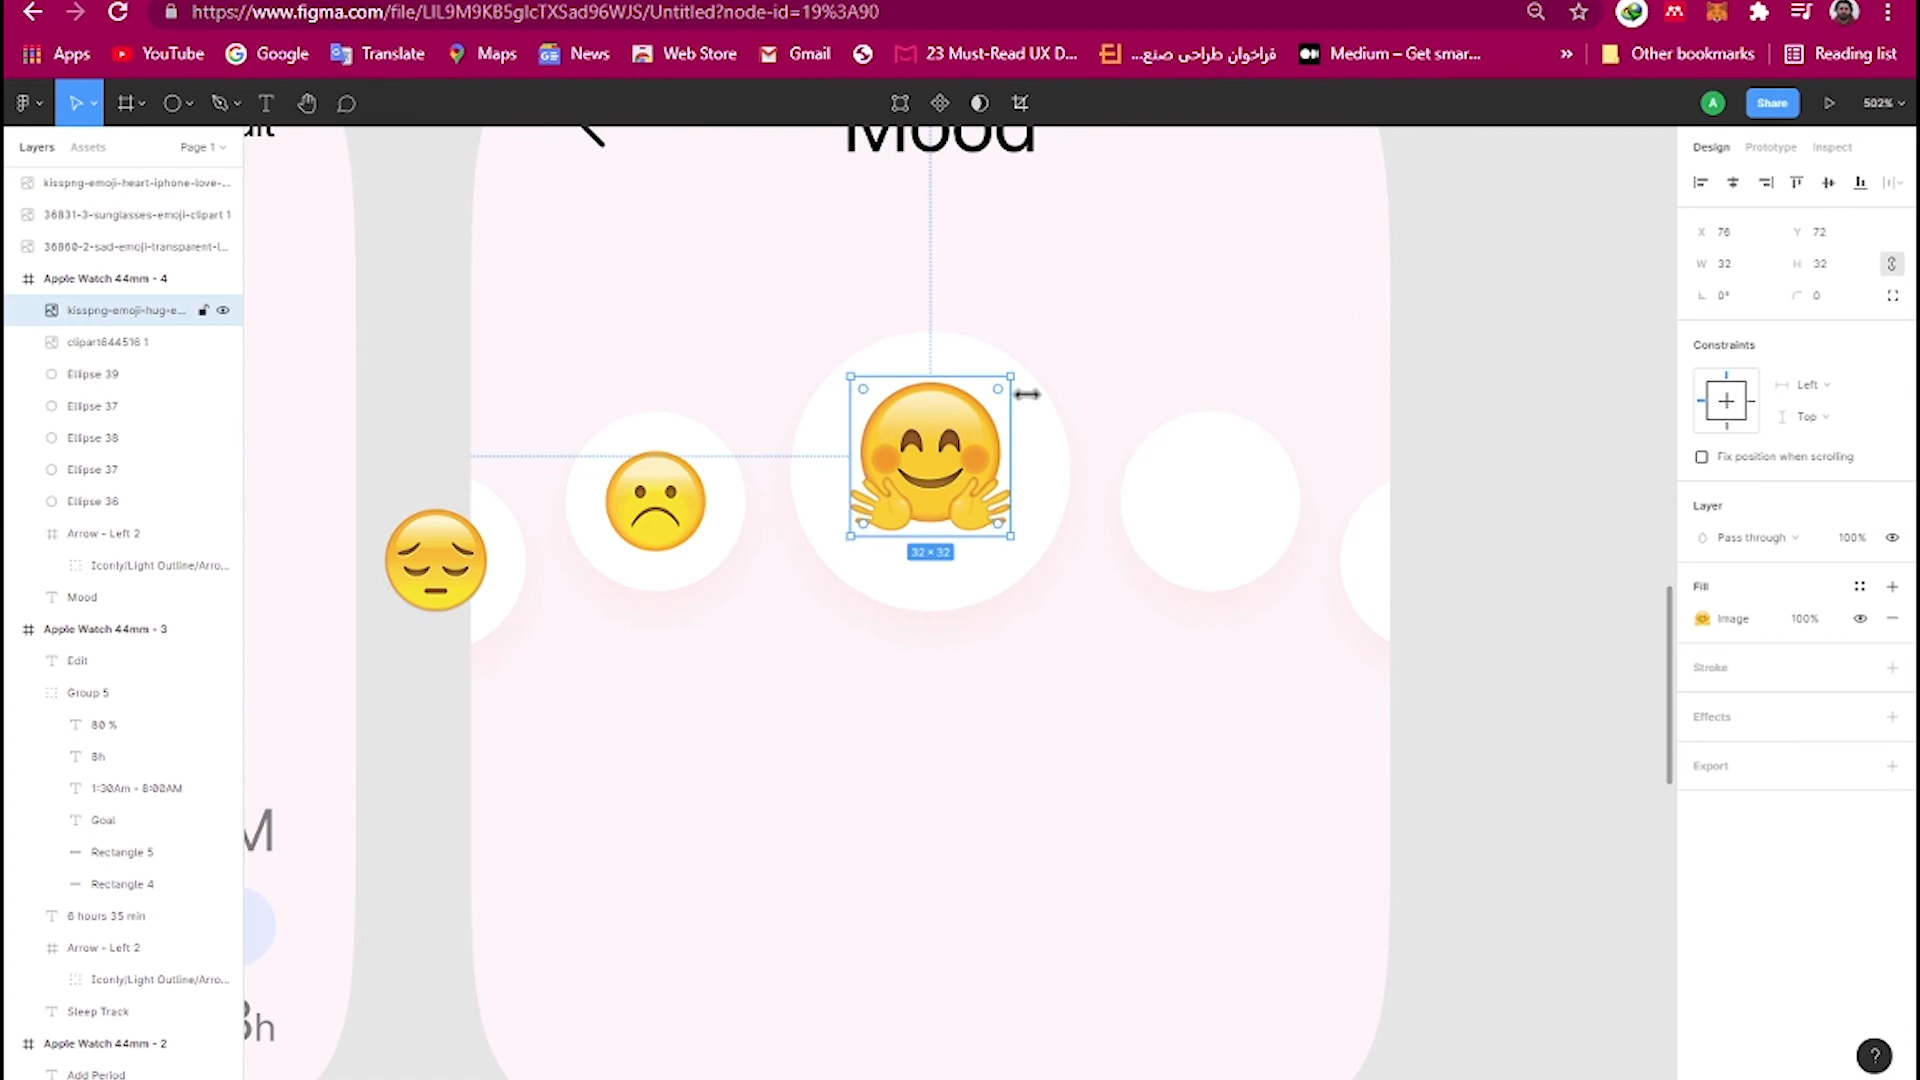 https://www.figma.com/file/LIL9M9KB5glcTXSad96WJS/Untitled?node-id=19%3A90
Apps
YouTube
Google
Translate
Maps
News
Web Store
Gmail
23 Must-Read UX D...
فراخوان طراحی صنع...
Medium – Get smar...
»
Other bookmarks
Reading list
A
Share
502%
Layers
Assets
Page 1
Design
Prototype
Inspect
Mood
kisspng-emoji-heart-iphone-love-...
36831-3-sunglasses-emoji-clipart 1
36860-2-sad-emoji-transparent-l...
Apple Watch 44mm - 4
kisspng-emoji-hug-e...
clipart644516 1
Ellipse 39
Ellipse 37
Ellipse 38
Ellipse 37
Ellipse 36
Arrow - Left 2
Iconly/Light Outline/Arro...
Mood
Apple Watch 44mm - 3
Edit
Group 5
80 %
8h
1:30Am - 8:00AM
Goal
Rectangle 5
Rectangle 4
6 hours 35 min
Arrow - Left 2
Iconly/Light Outline/Arro...
Sleep Track
Apple Watch 44mm - 2
Add Period
M
8h
32 × 32
X 76
Y 72
W 32
H 32
0°
0
Constraints
Left
Top
Fix position when scrolling
Layer
Pass through
100%
Fill
Image
100%
Stroke
Effects
Export
?